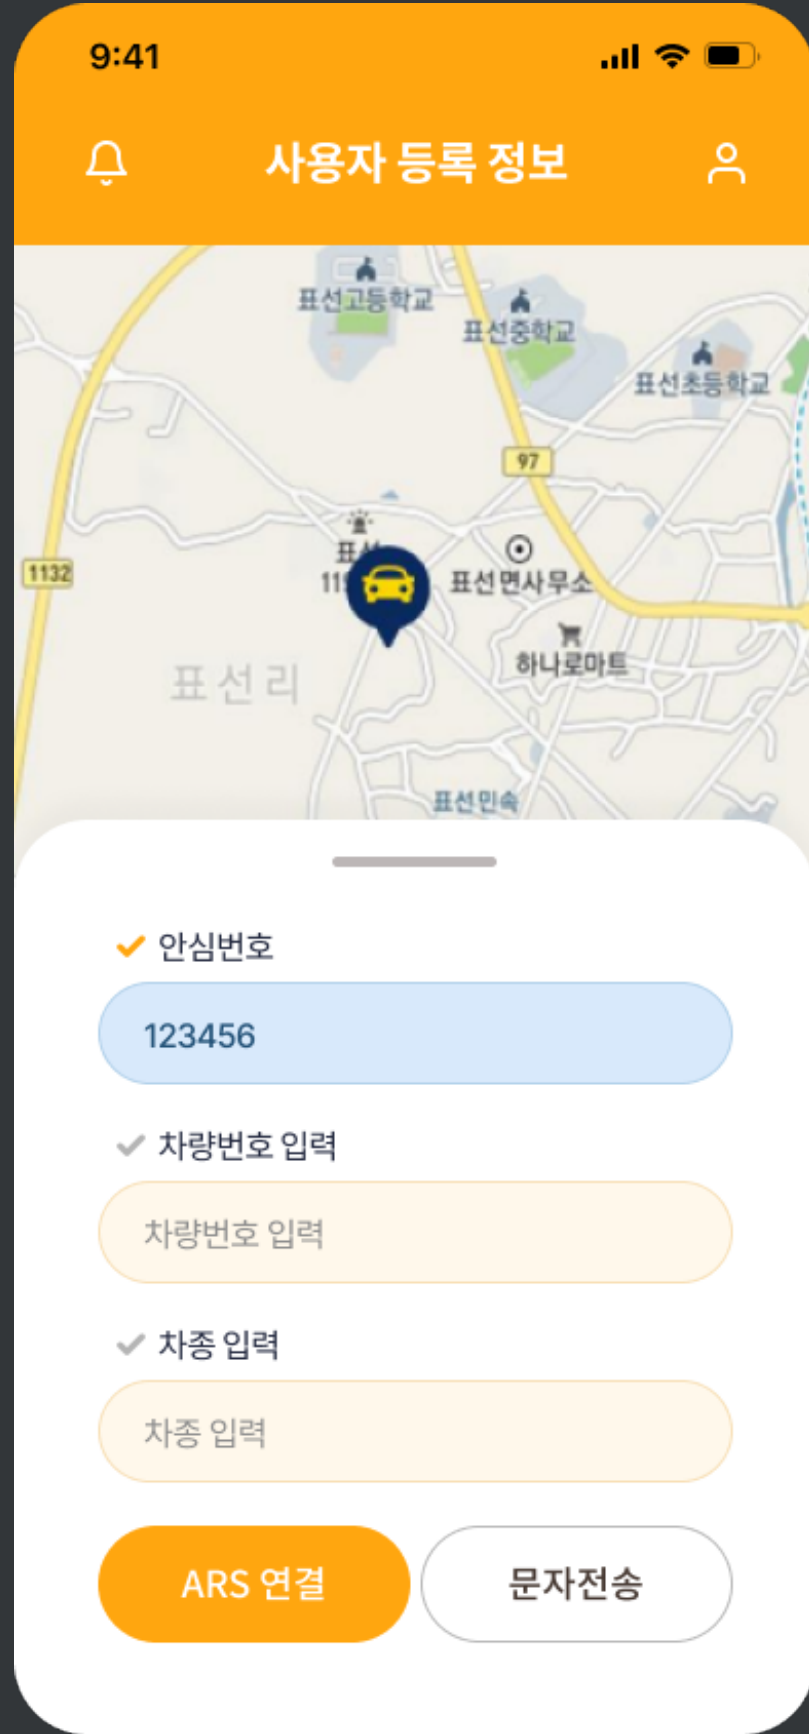 9:41
사용자 등록 정보
표선고등학교
표선중학교
표선초등학교
97
1132
표선
119
표선면사무소
하나로마트
표선리
표선민속
안심번호
123456
차량번호 입력
차량번호 입력
차종 입력
차종 입력
ARS 연결
문자전송